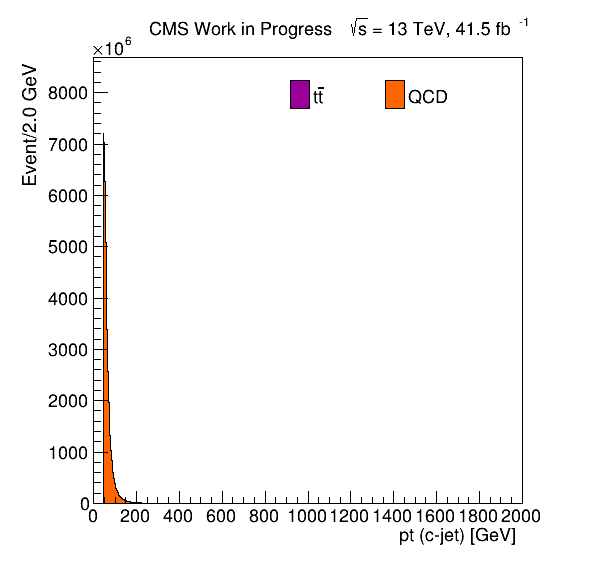 CMS Work in Progress √s = 13 TeV, 41.5 fb⁻¹
×10⁶
Event/2.0 GeV
tt̄
QCD
8000
7000
6000
5000
4000
3000
2000
1000
0
0 200 400 600 800 1000 1200 1400 1600 1800 2000
pt (c-jet) [GeV]